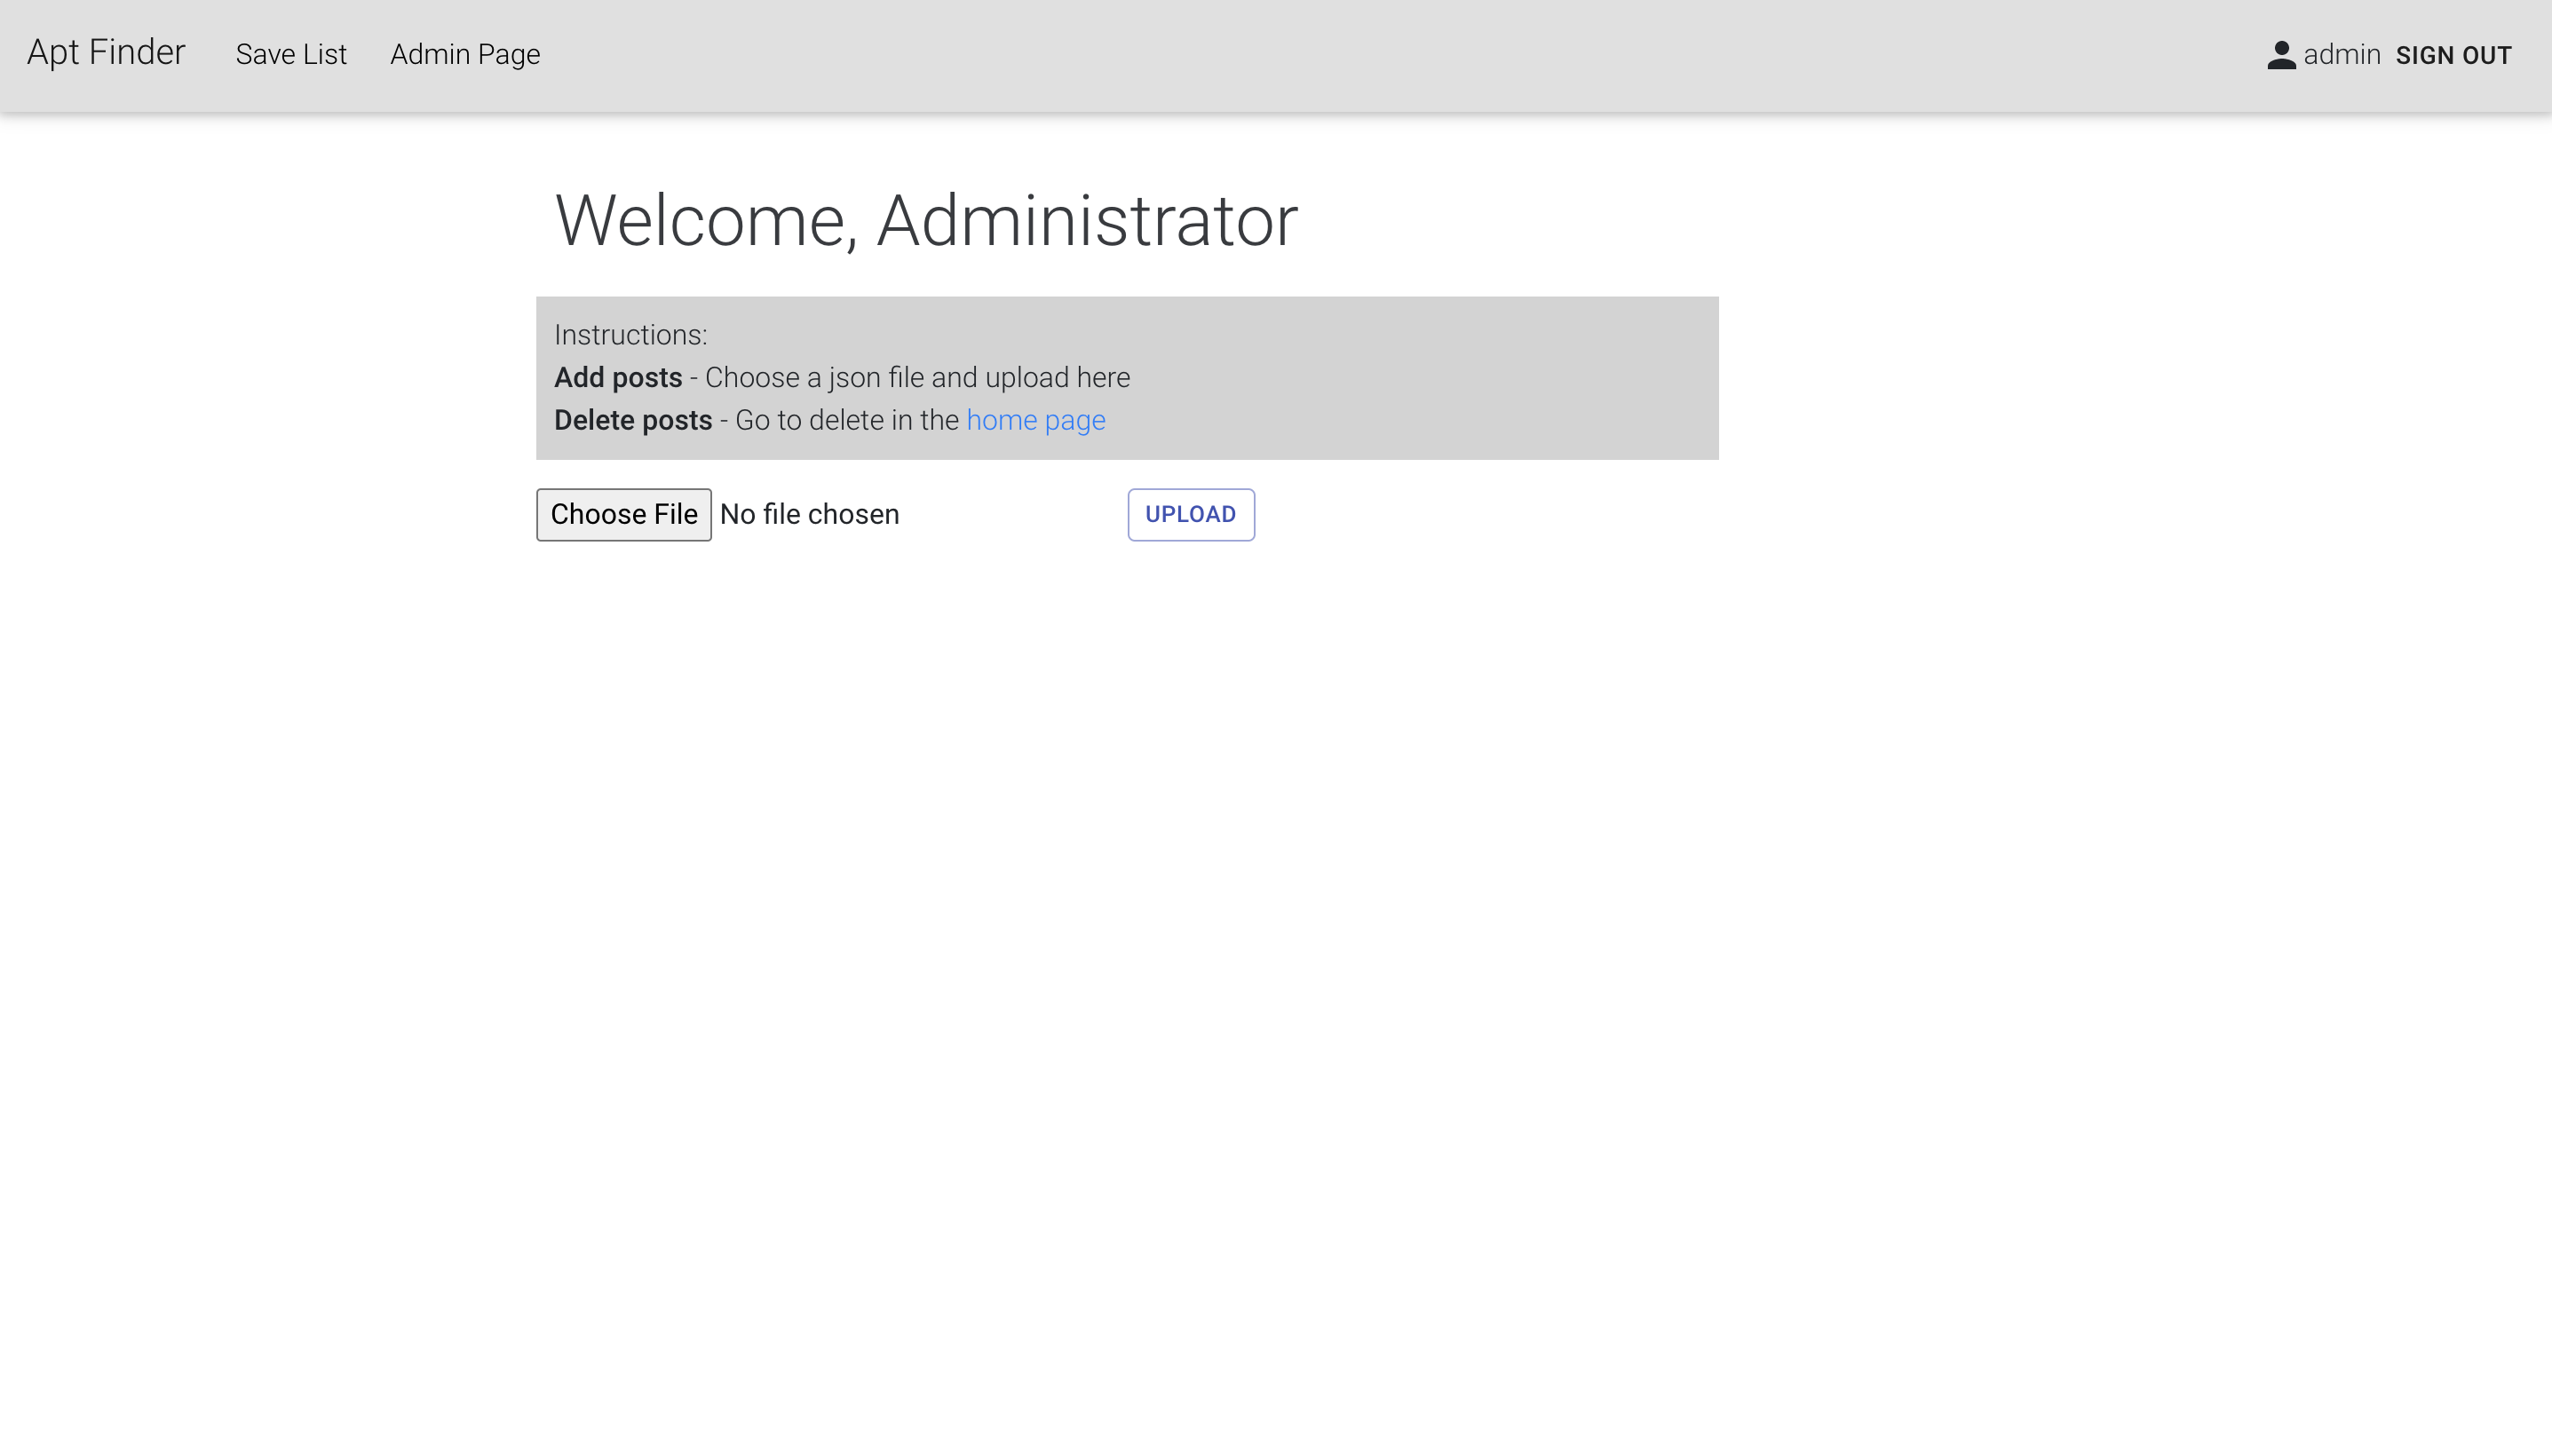 Apt Finder Save List Admin Page admin SIGN OUT
Welcome, Administrator
Instructions:
Add posts - Choose a json file and upload here
Delete posts - Go to delete in the home page
Choose File No file chosen UPLOAD